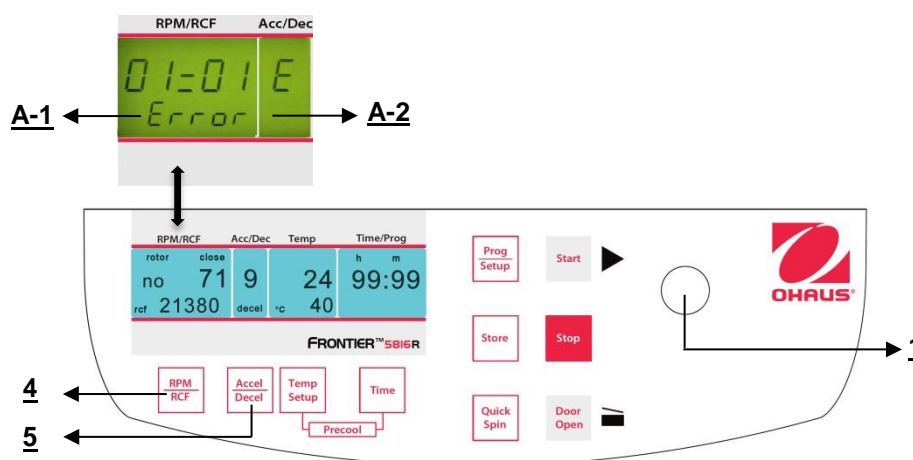 RPM/RCF Acc/Dec
01=01 E
Error
A-1
A-2
RPM/RCF Acc/Dec Temp Time/Prog
rotor close h m
no 71 9 24 99:99
rcf 21380 decel °C 40
FRONTIER™5816R
Prog
Setup
Start
OHAUS®
Store
Stop
1
4
RPM
RCF
Accel
Decel
Temp
Setup
Time
Precool
5
Quick
Spin
Door
Open